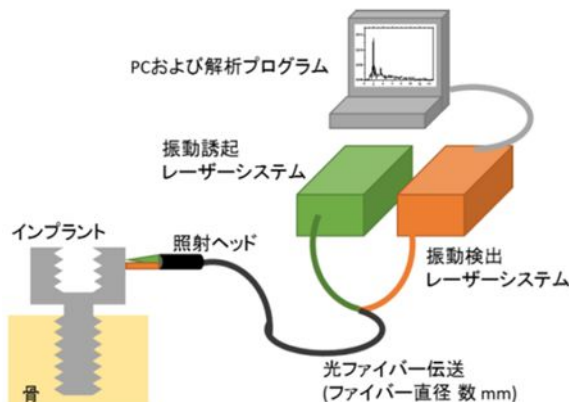 PCおよび解析プログラム
振動誘起
レーザーシステム
インプラント
照射ヘッド
振動検出
レーザーシステム
光ファイバー伝送
(ファイバー直径 数 mm)
骨